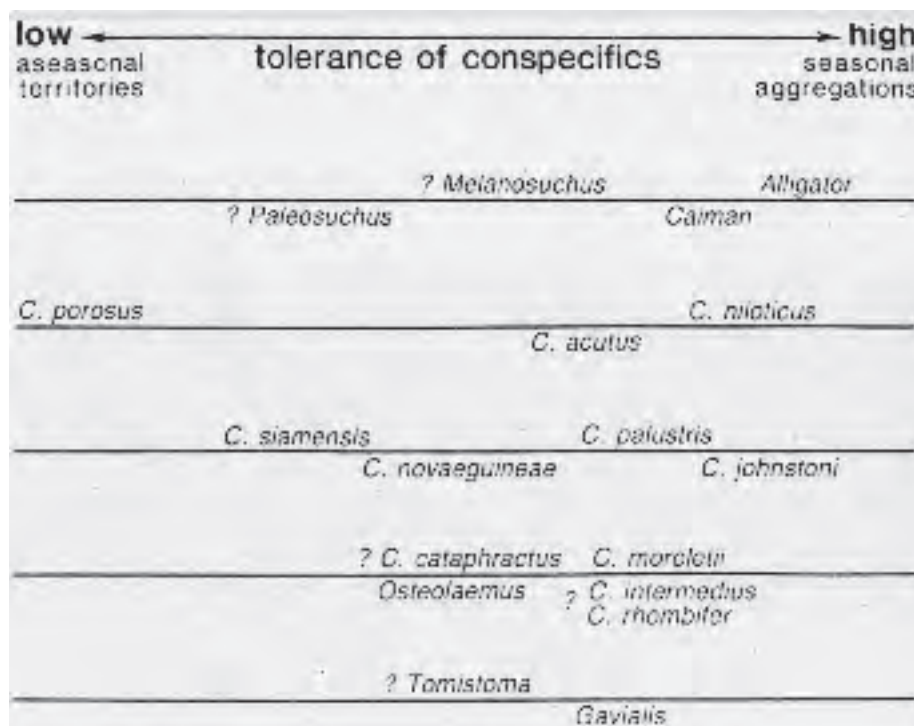 low high
aseasonal tolerance of conspecifics seasonal
territories aggregations
? Melanosuchus Alligator
? Paleosuchus Caiman
C. porosus C. niloticus
C. acutus
C. siamensis C. palustris
C. novaeguineae C. johnstoni
? C. cataphractus C. moreletii
Osteolaemus ? C. intermedius
C. rhombifer
? Tomistoma
Gavialis